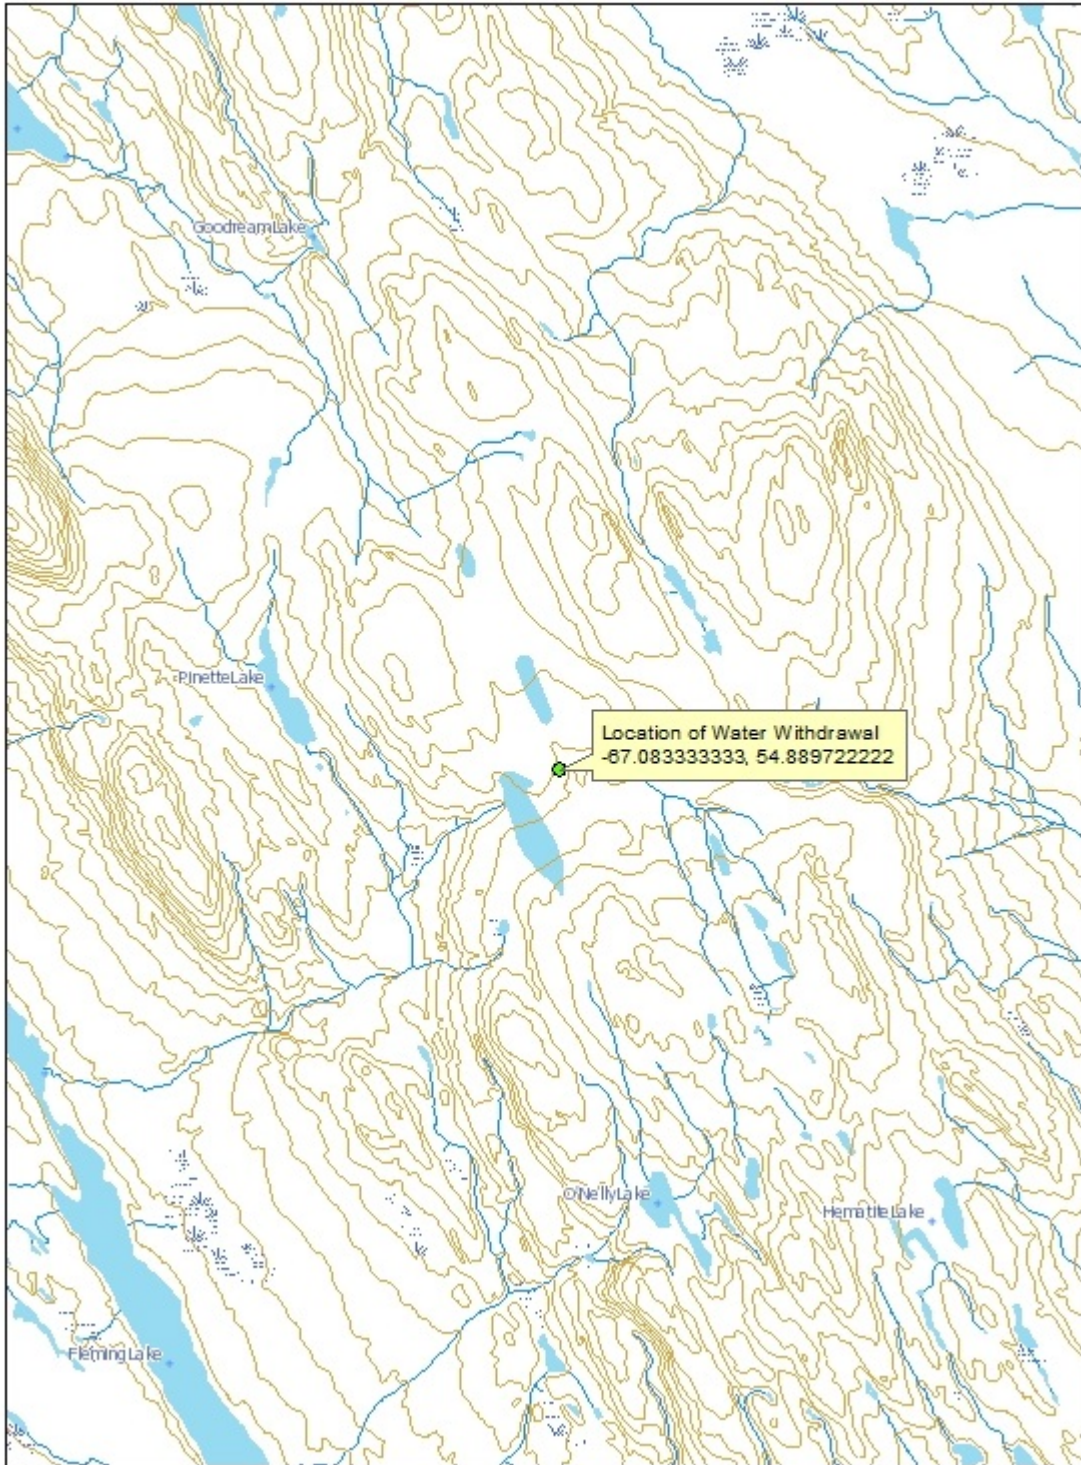 Goodream Lake
Pinette Lake
Location of Water Withdrawal
-67.083333333, 54.889722222
O'Nelly Lake
Hematite Lake
Fleming Lake